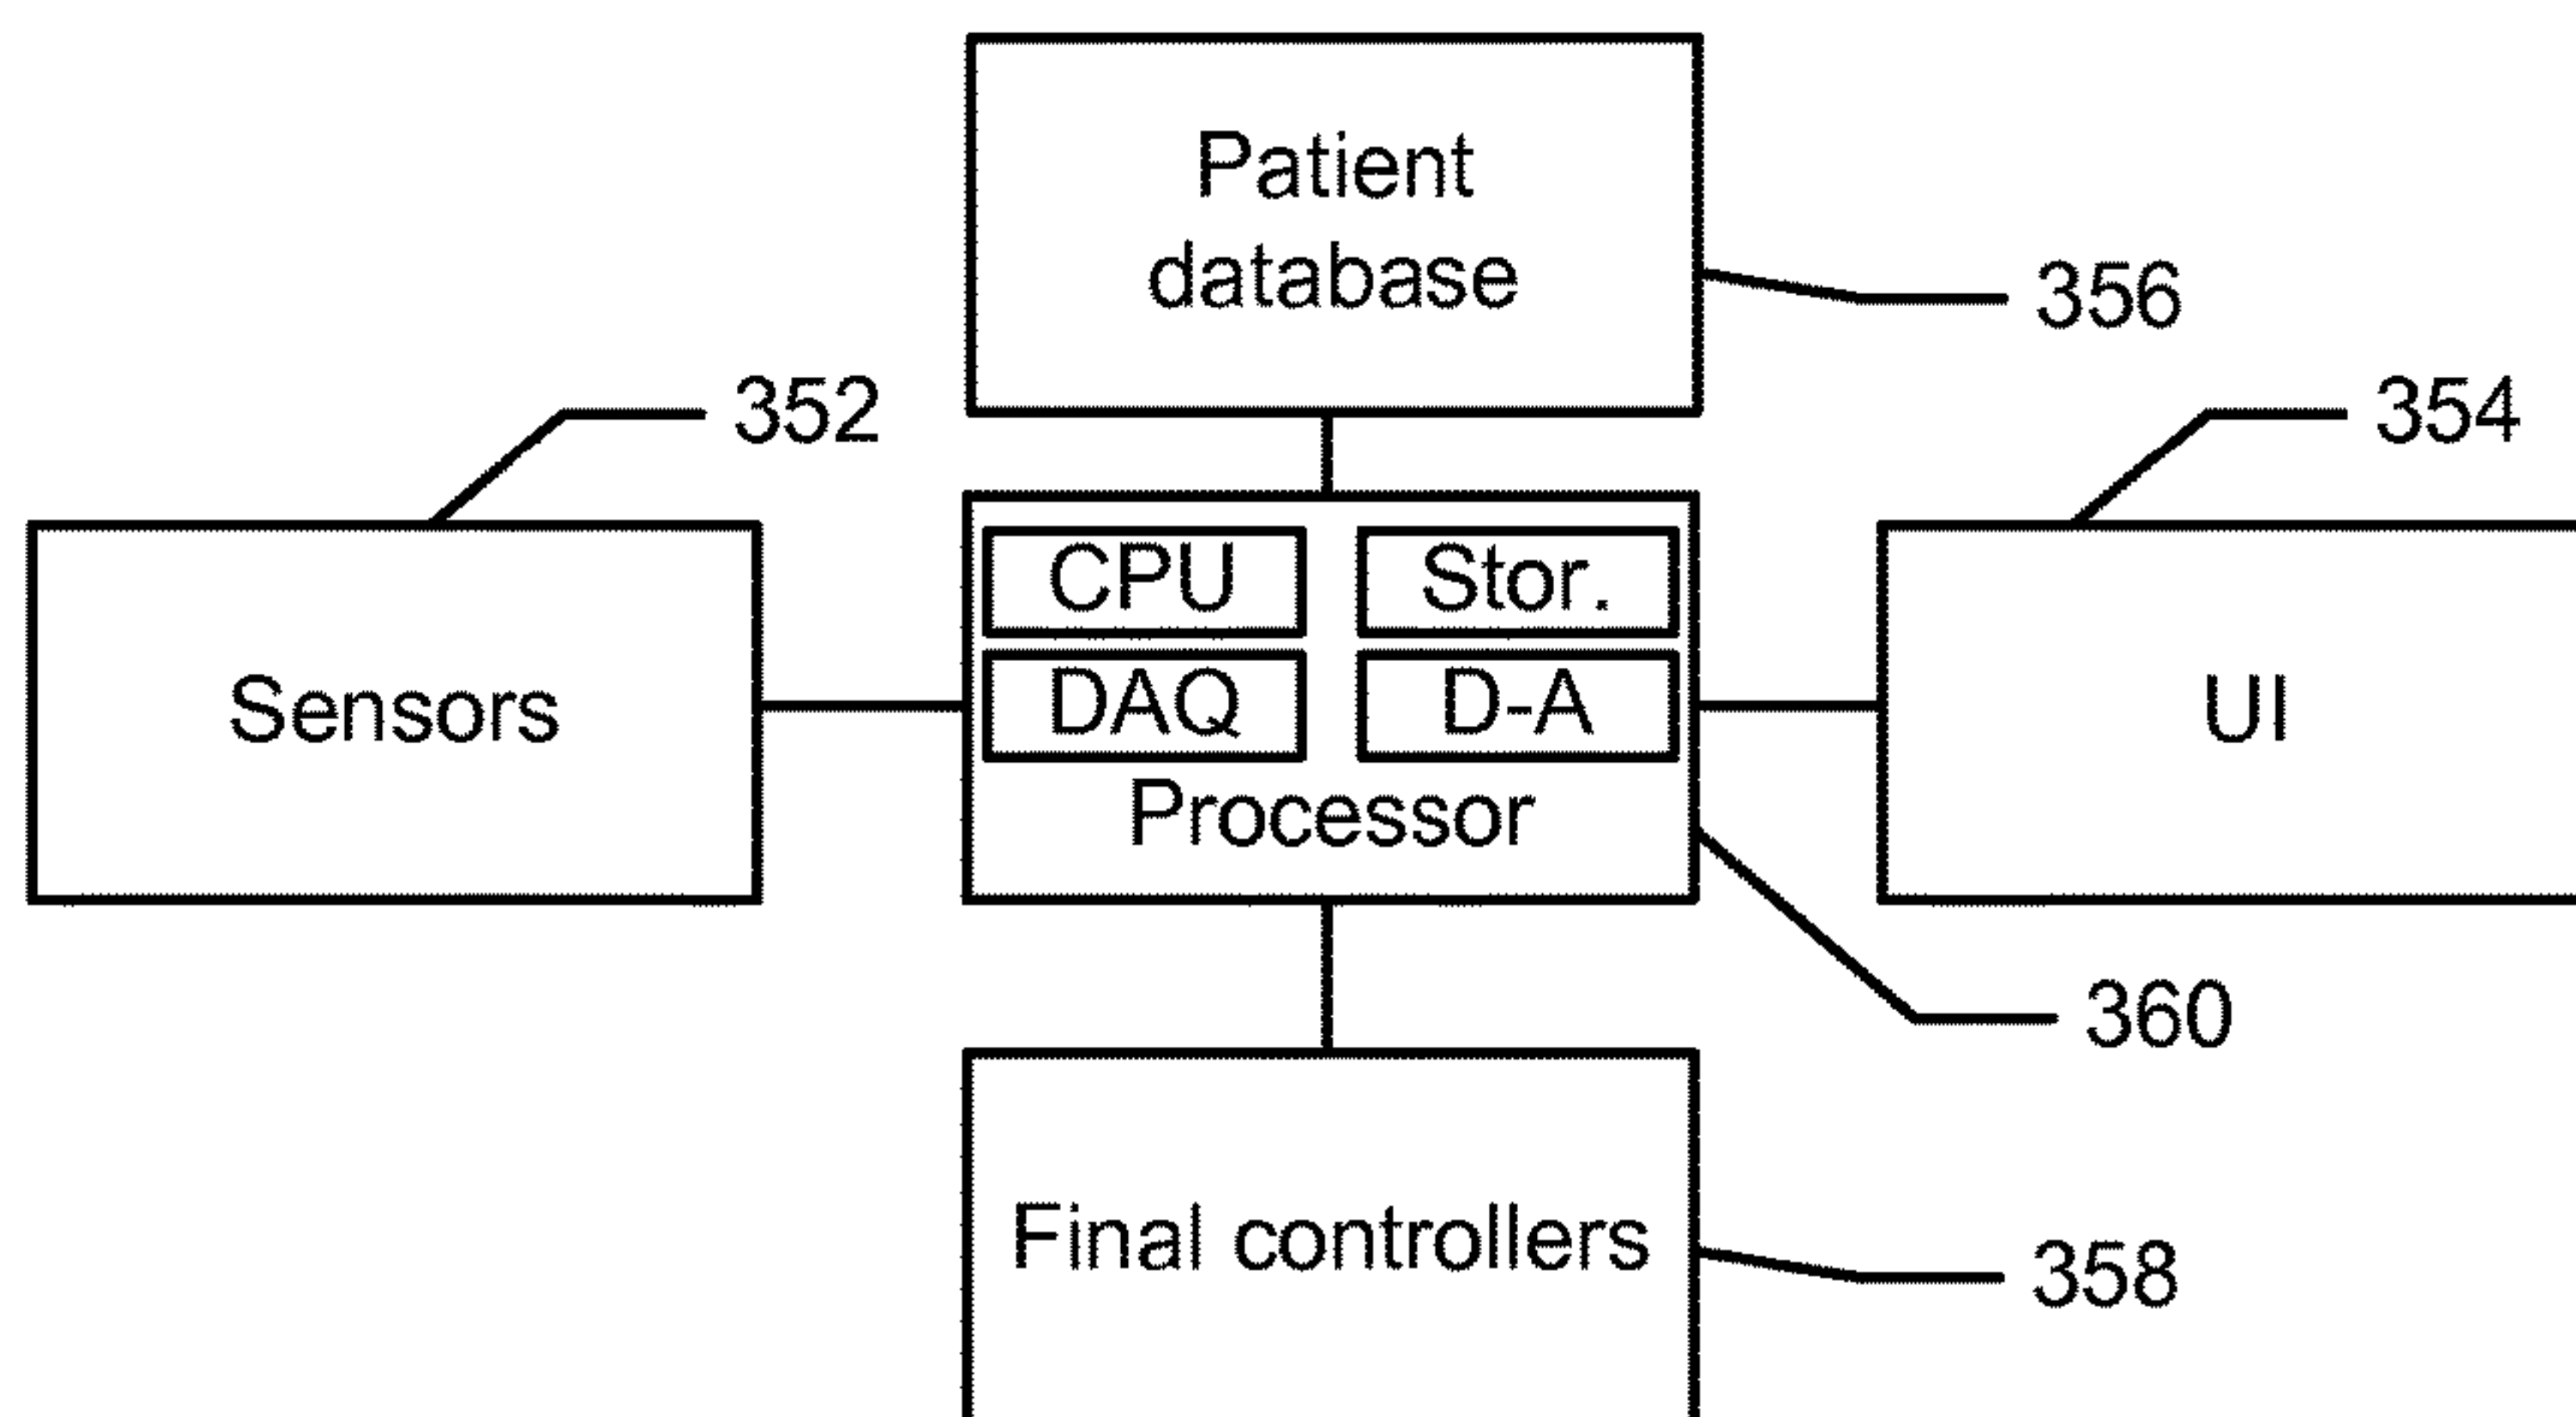 Patient
database
356
352
354
CPU
Stor.
DAQ
D-A
Processor
Sensors
UI
360
Final controllers
358